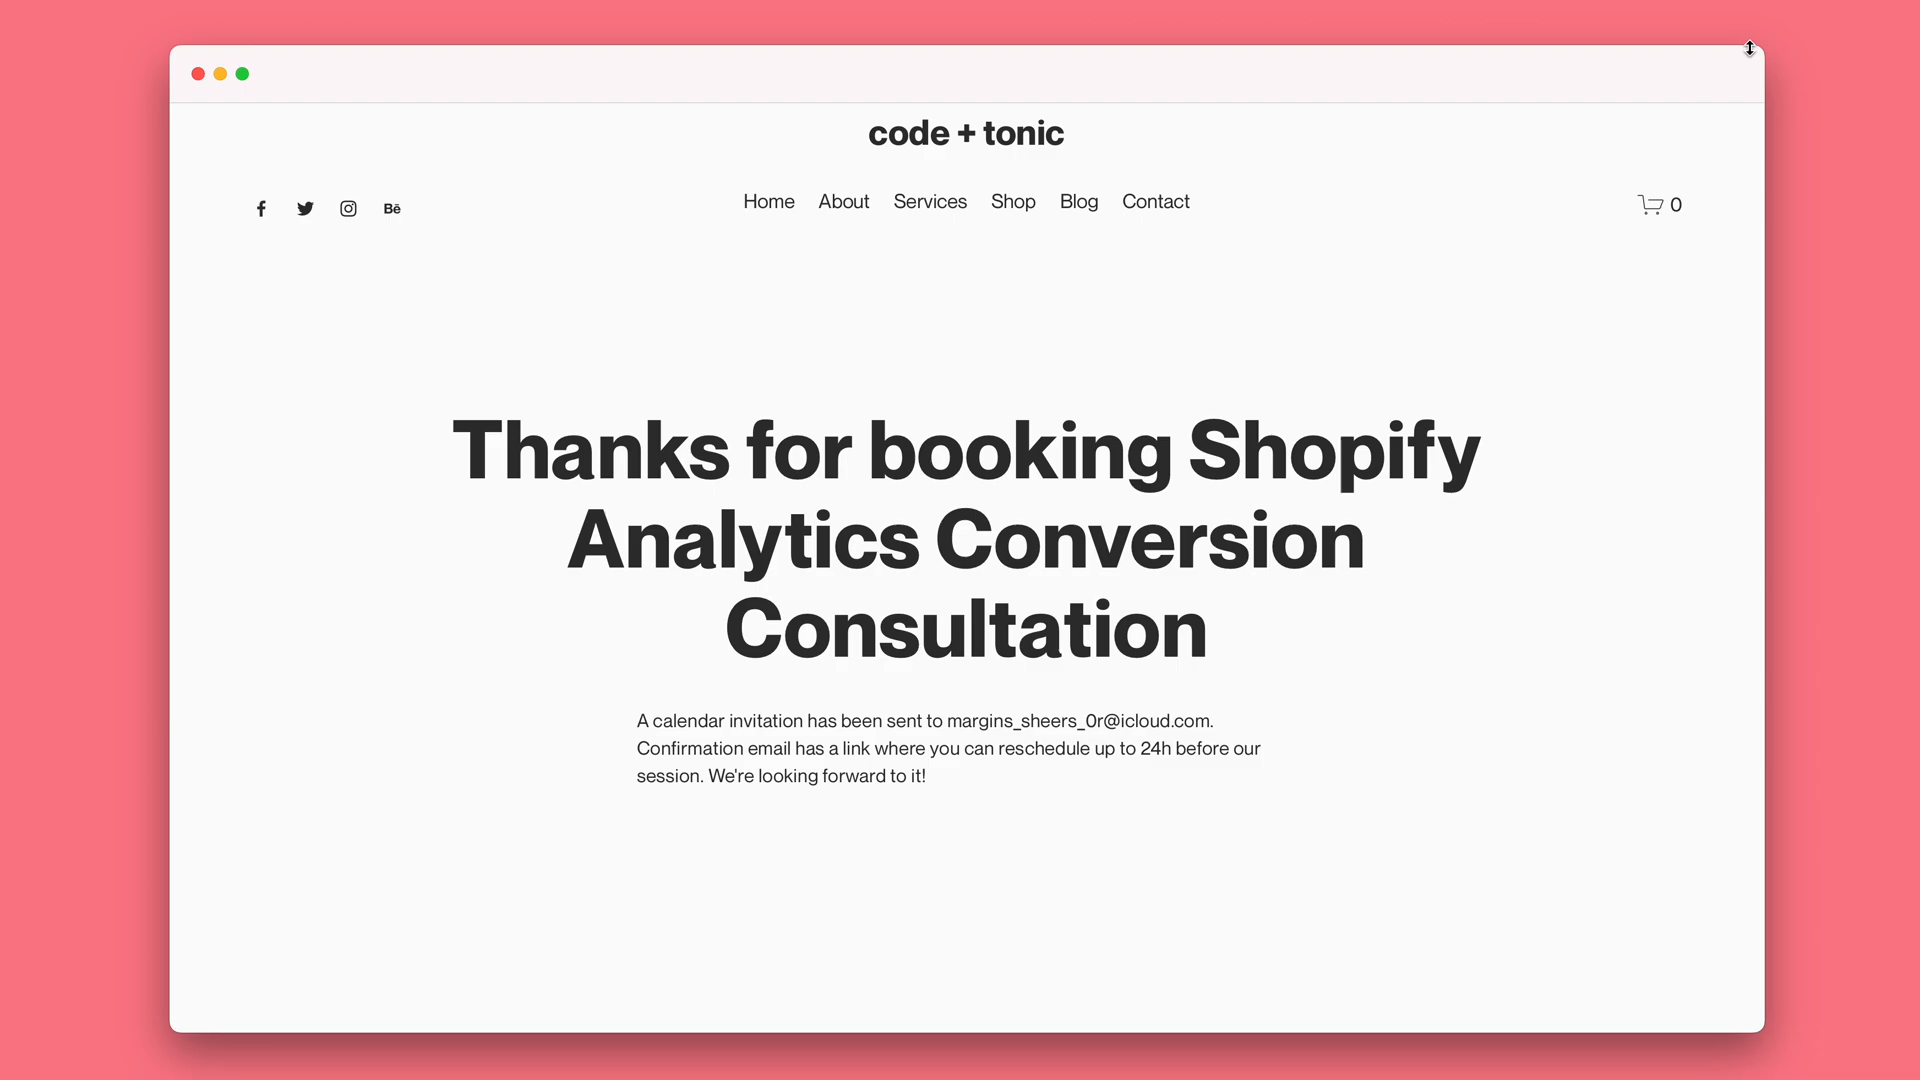 code + tonic
Bē
Home About Services Shop Blog Contact
0
Thanks for booking Shopify
Analytics Conversion
Consultation
A calendar invitation has been sent to margins_sheers_0r@icloud.com.
Confirmation email has a link where you can reschedule up to 24h before our
session. We're looking forward to it!